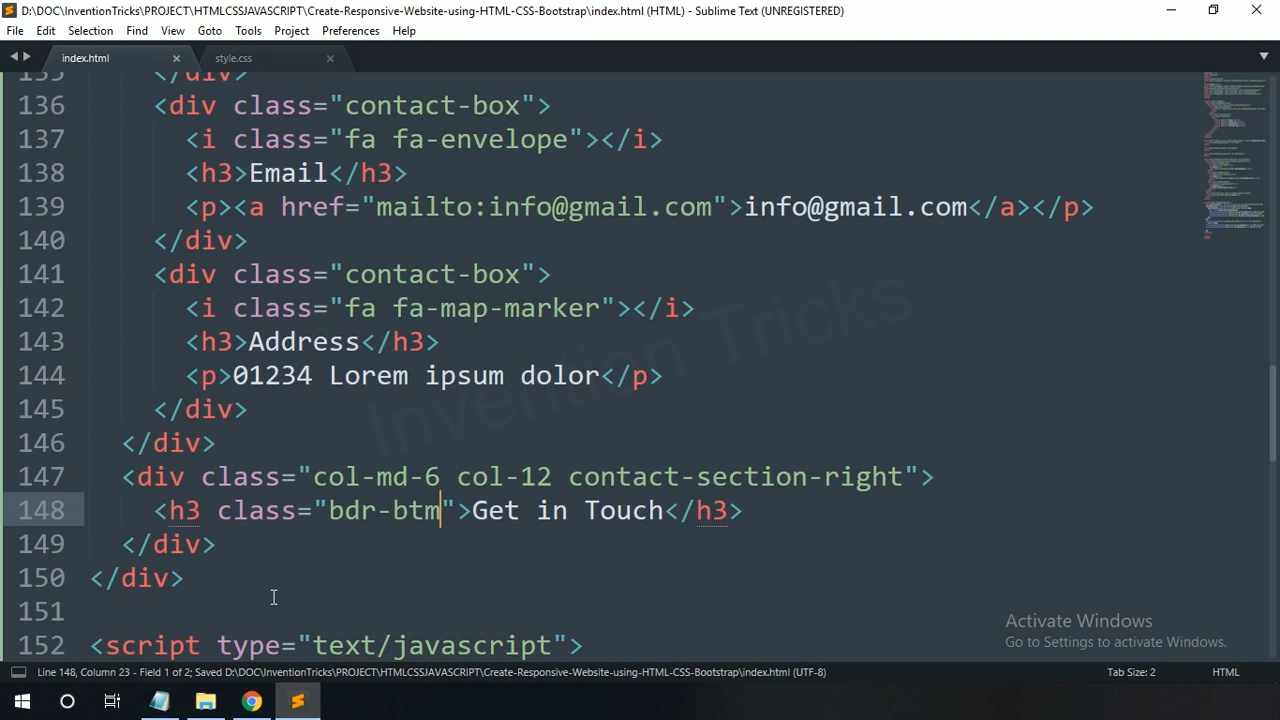 D:\DOC\InventionTricks\PROJECT\HTMLCSSJAVASCRIPT\Create-Responsive-Website-using-HTML-CSS-Bootstrap\index.html (HTML) - Sublime Text (UNREGISTERED)
File Edit Selection Find View Goto Tools Project Preferences Help
index.html style.css
135 </div>
136 <div class="contact-box">
137 <i class="fa fa-envelope"></i>
138 <h3>Email</h3>
139 <p><a href="mailto:info@gmail.com">info@gmail.com</a></p>
140 </div>
141 <div class="contact-box">
142 <i class="fa fa-map-marker"></i>
143 <h3>Address</h3>
144 <p>01234 Lorem ipsum dolor</p>
145 </div>
146 </div>
147 <div class="col-md-6 col-12 contact-section-right">
148 <h3 class="bdr-btm">Get in Touch</h3>
149 </div>
150 </div>
151
152 <script type="text/javascript">
Invention Tricks
Activate Windows
Go to Settings to activate Windows.
Line 148, Column 23 - Field 1 of 2; Saved D:\DOC\InventionTricks\PROJECT\HTMLCSSJAVASCRIPT\Create-Responsive-Website-using-HTML-CSS-Bootstrap\index.html (UTF-8) Tab Size: 2 HTML